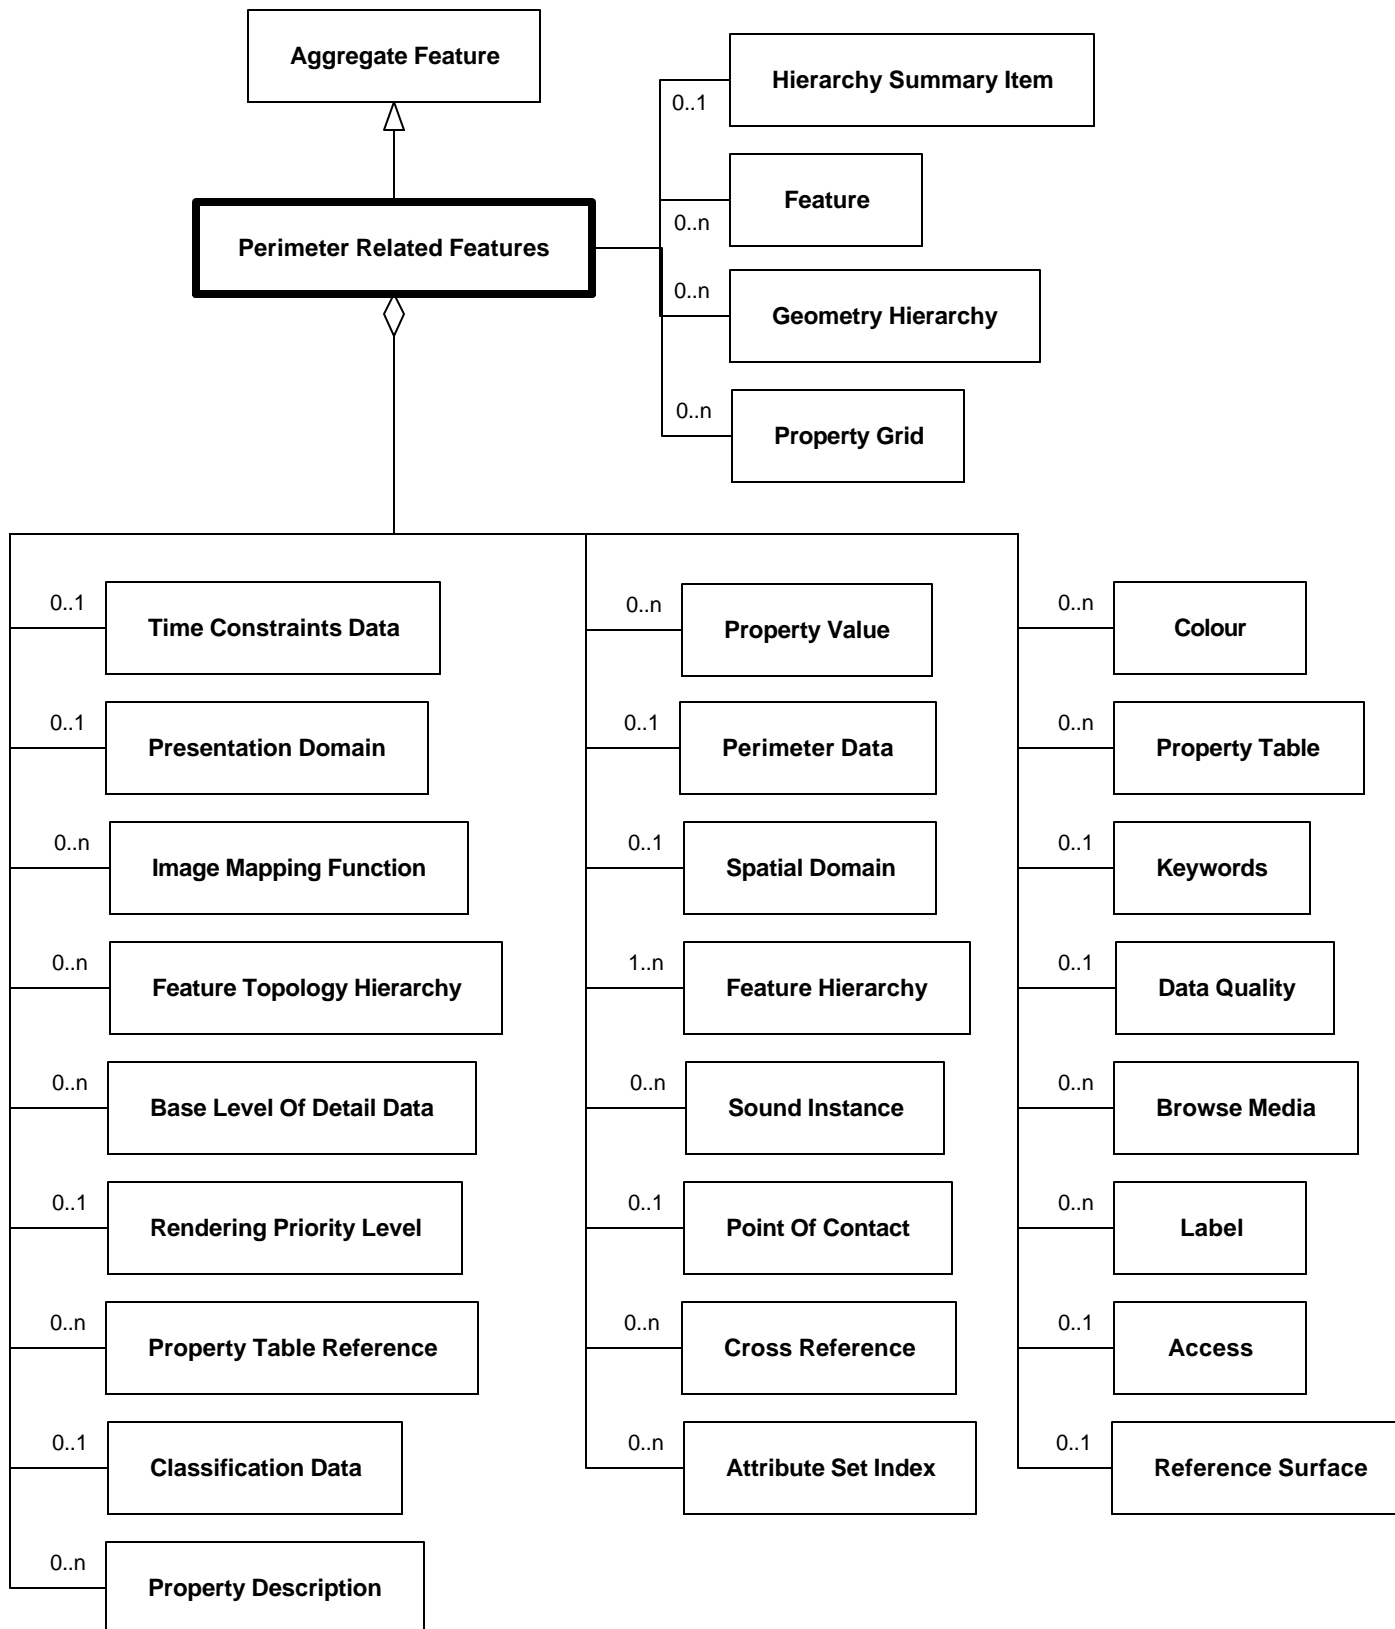 Aggregate Feature
Perimeter Related Features
0..1
Hierarchy Summary Item
0..n
Feature
0..n
Geometry Hierarchy
0..n
Property Grid
0..1
Time Constraints Data
0..1
Presentation Domain
0..n
Image Mapping Function
0..n
Feature Topology Hierarchy
0..n
Base Level Of Detail Data
0..1
Rendering Priority Level
0..n
Property Table Reference
0..1
Classification Data
0..n
Property Description
0..n
Property Value
0..1
Perimeter Data
0..1
Spatial Domain
1..n
Feature Hierarchy
0..n
Sound Instance
0..1
Point Of Contact
0..n
Cross Reference
0..n
Attribute Set Index
0..n
Colour
0..n
Property Table
0..1
Keywords
0..1
Data Quality
0..n
Browse Media
0..n
Label
0..1
Access
0..1
Reference Surface